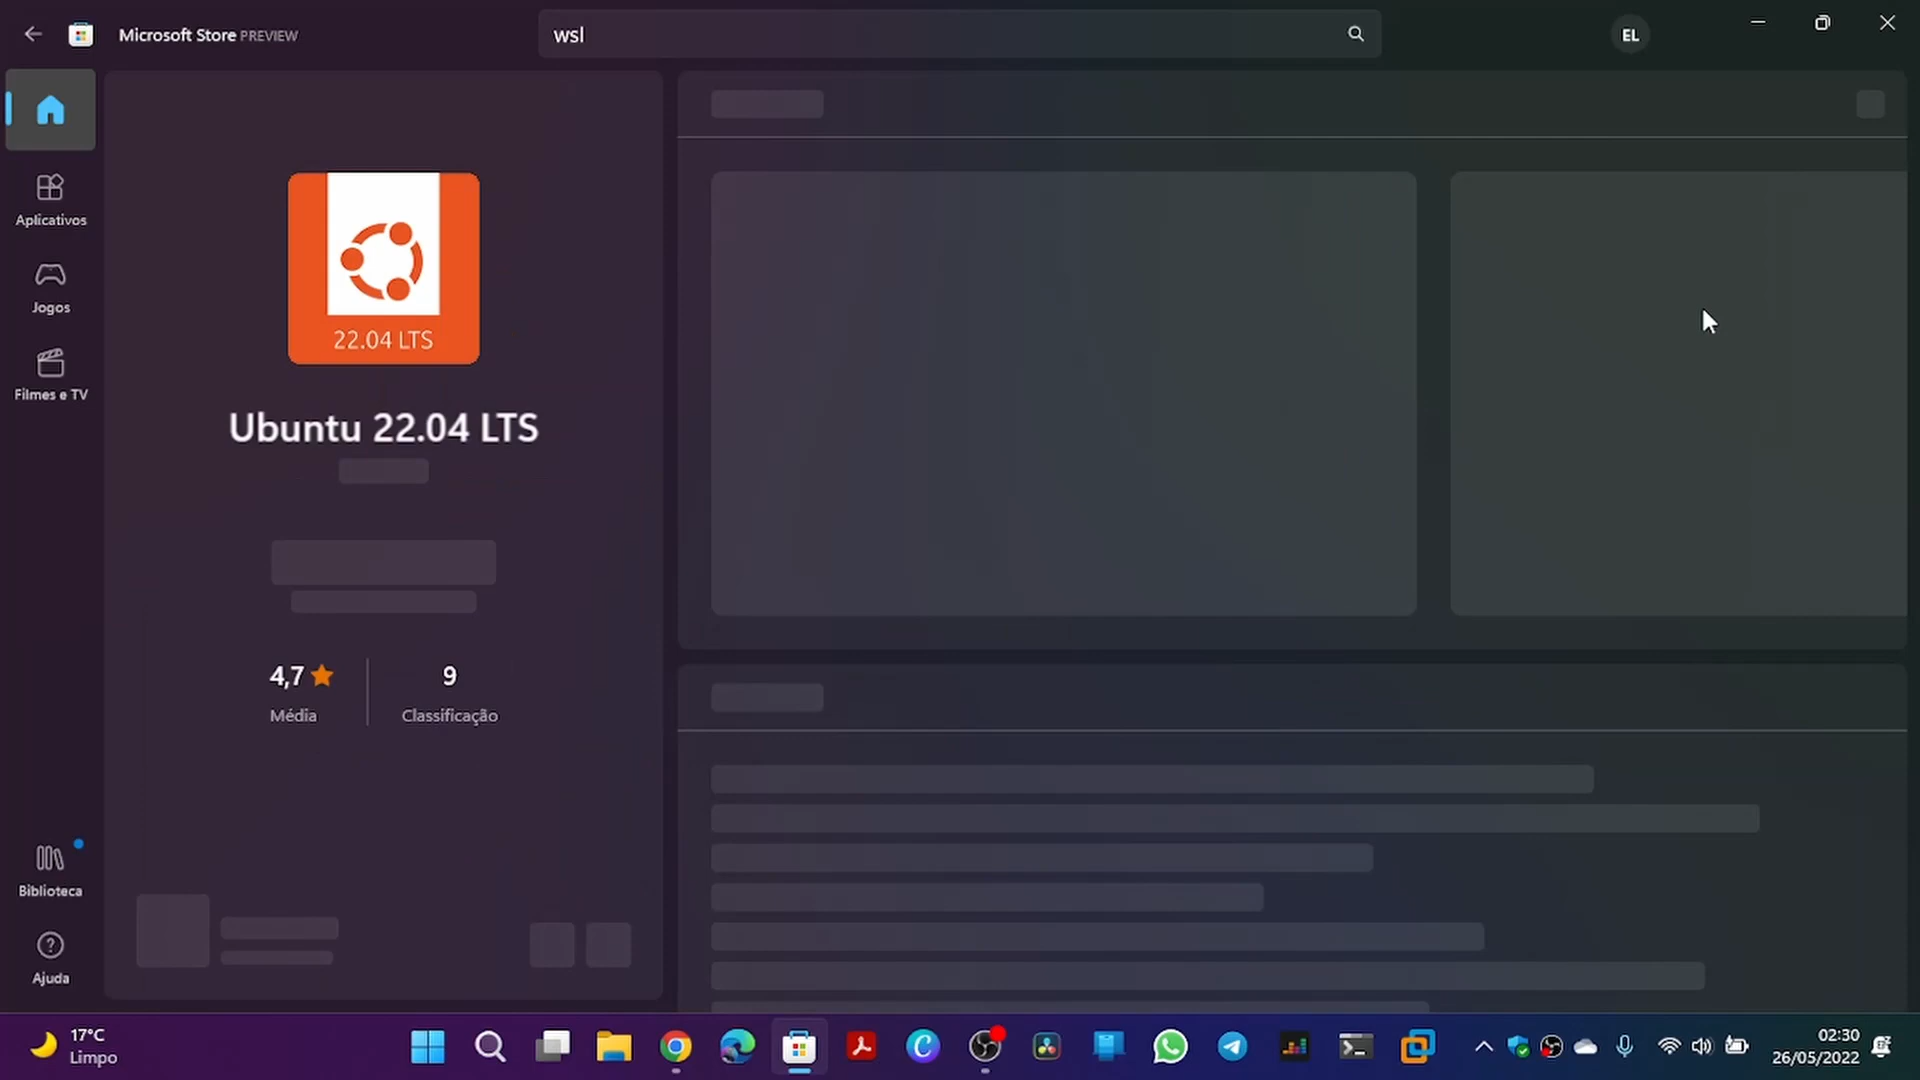 Microsoft Store PREVIEW
wsl
EL
Aplicativos
Jogos
Filmes e TV
Biblioteca
Ajuda
22.04 LTS
Ubuntu 22.04 LTS
4,7
Média
9
Classificação
17°C
Limpo
02:30
26/05/2022